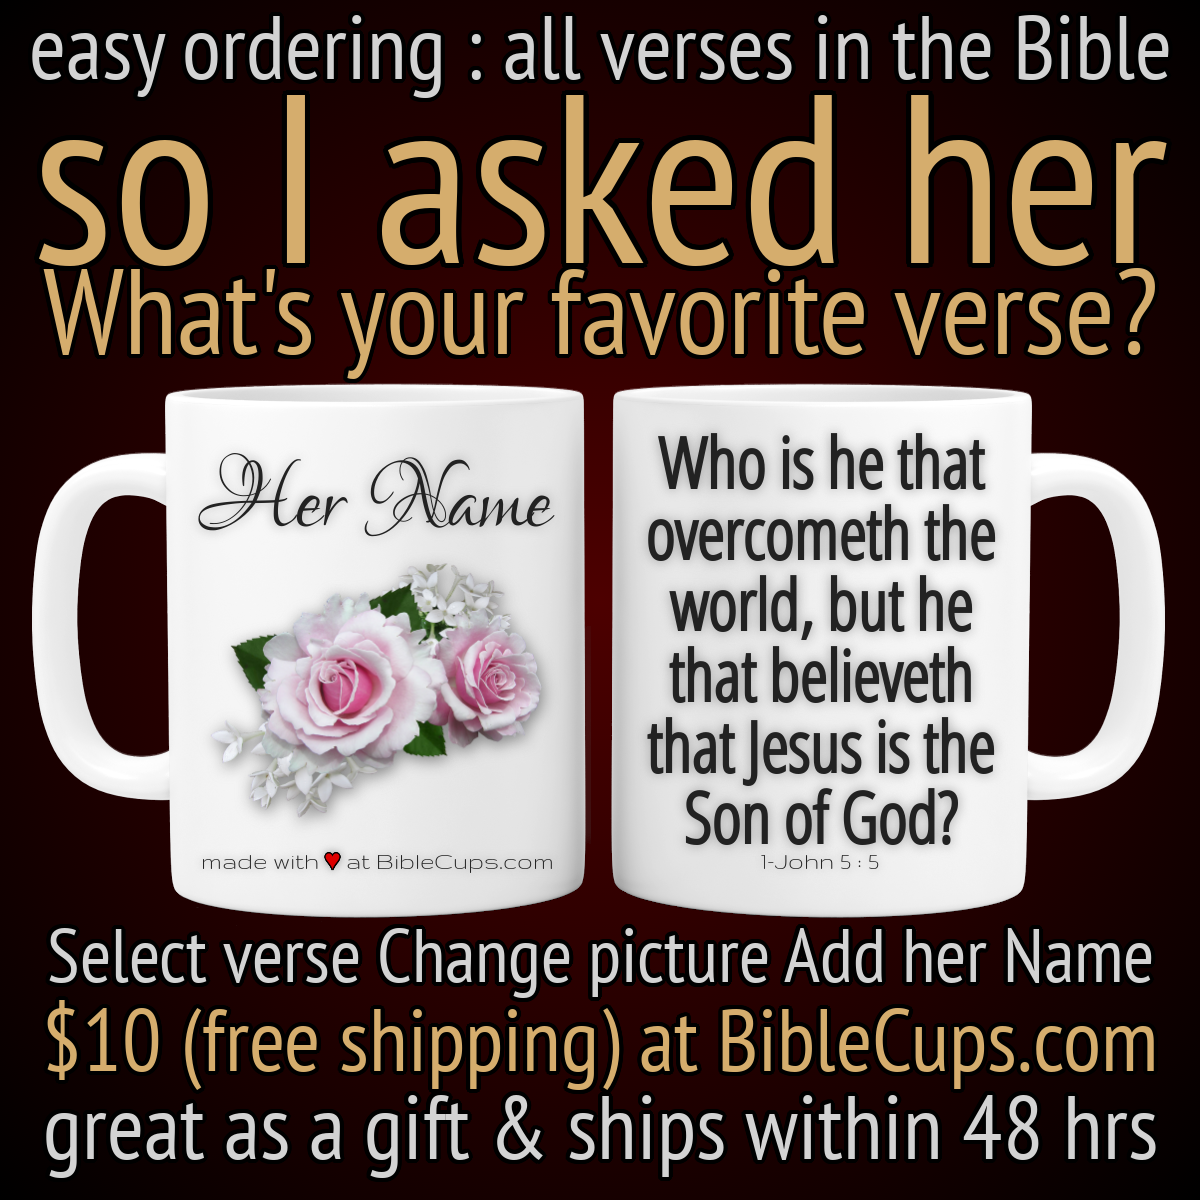 easy ordering : all verses in the Bible
so I asked her
What's your favorite verse?
Her Name
made with ♥ at BibleCups.com
Who is he that
overcometh the
world, but he
that believeth
that Jesus is the
Son of God?
1-John 5 : 5
Select verse Change picture Add her Name
$10 (free shipping) at BibleCups.com
great as a gift & ships within 48 hrs